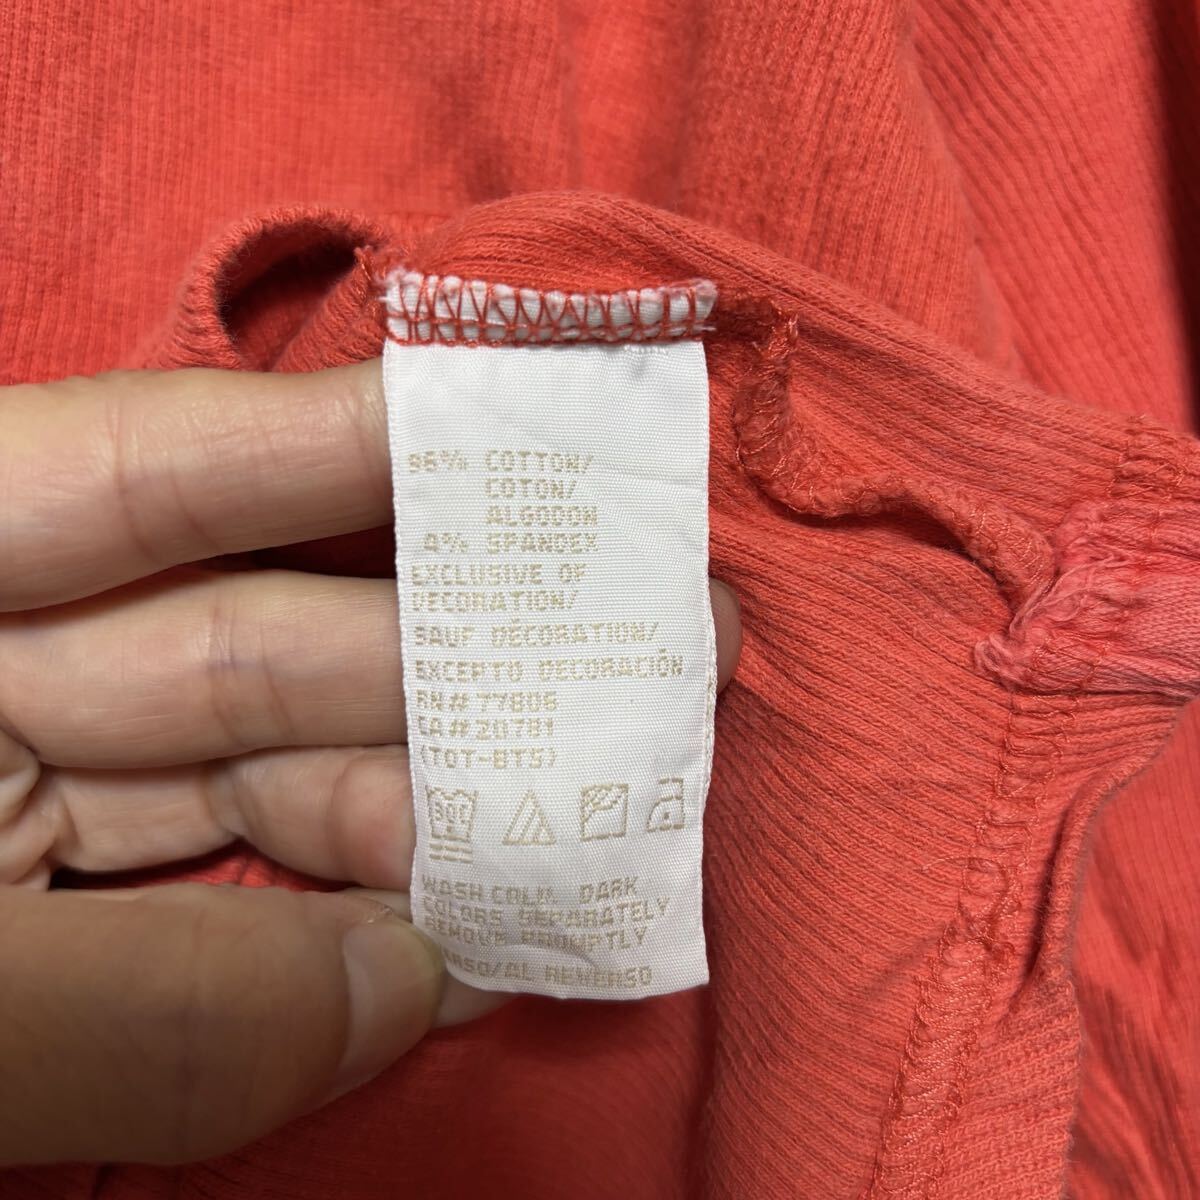 96% COTTON/
COTON/
ALGODON
4% SPANDEX
EXCLUSIVE OF
DECORATION/
SAUF DÉCORATION/
EXCEPTO DECORACIÓN
RN# 77806
CA# 20781
(TOT-BTS)
30C
WASH COLD. DARK
COLORS SEPARATELY
REMOVE PROMPTLY
/AL REVERSO